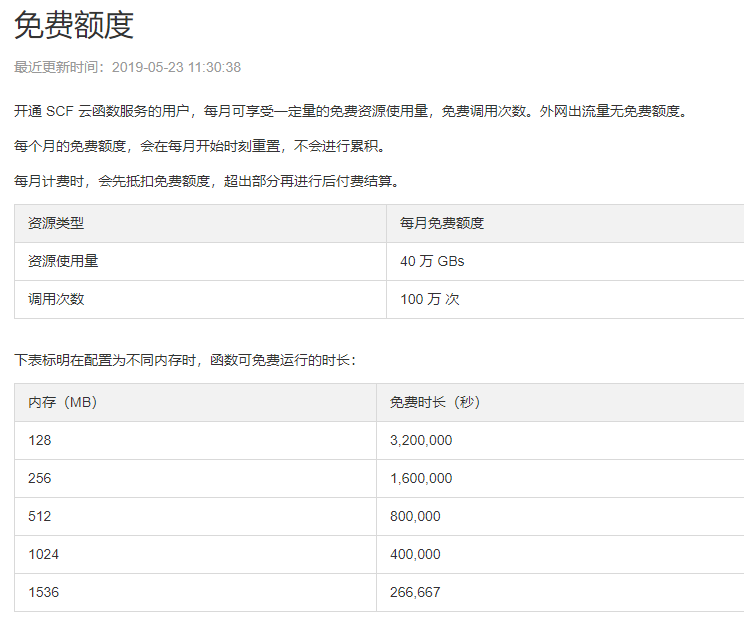 免费额度
最近更新时间：2019-05-23 11:30:38
开通 SCF 云函数服务的用户，每月可享受一定量的免费资源使用量，免费调用次数。外网出流量无免费额度。
每个月的免费额度，会在每月开始时刻重置，不会进行累积。
每月计费时，会先抵扣免费额度，超出部分再进行后付费结算。
资源类型 每月免费额度
资源使用量 40 万 GBs
调用次数 100 万 次
下表标明在配置为不同内存时，函数可免费运行的时长：
内存（MB） 免费时长（秒）
128 3,200,000
256 1,600,000
512 800,000
1024 400,000
1536 266,667